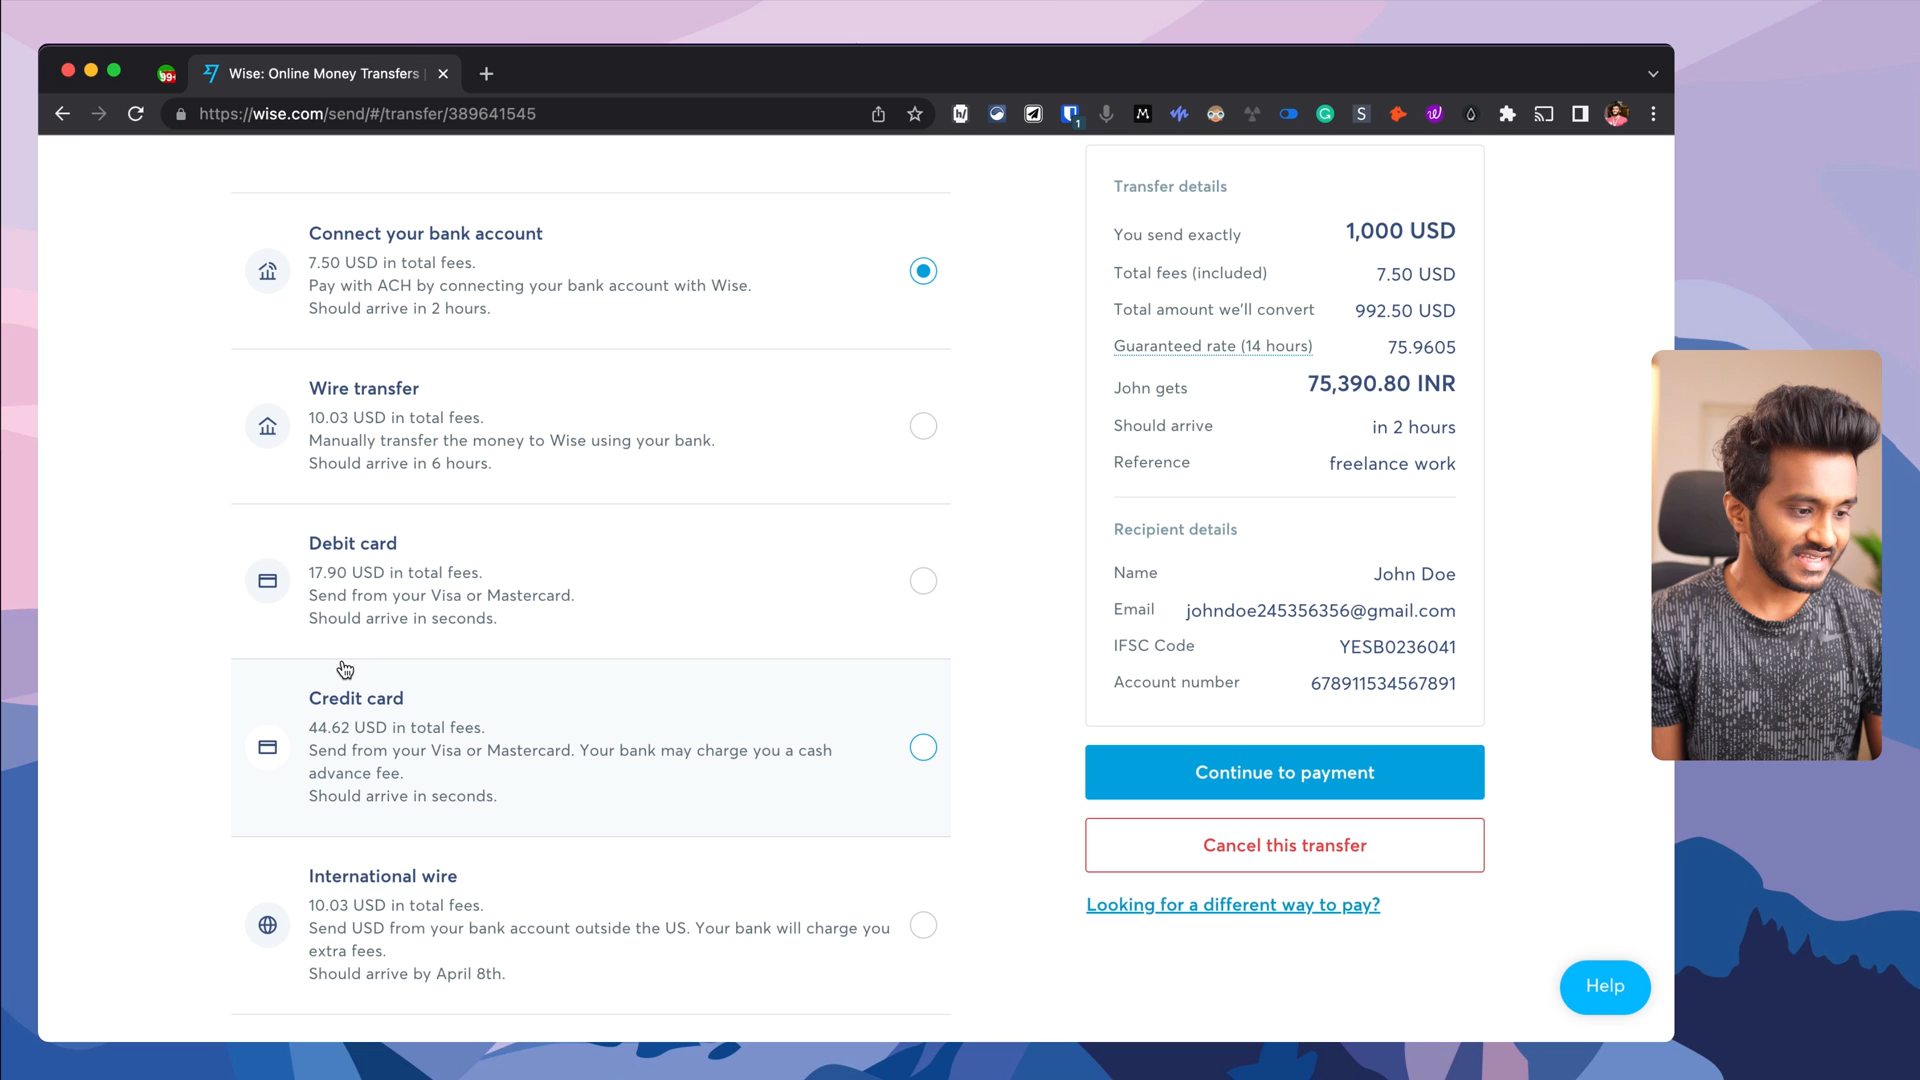 99+
Wise: Online Money Transfers |
https://wise.com/send/#/transfer/389641545
1
M
S
Connect your bank account
7.50 USD in total fees.
Pay with ACH by connecting your bank account with Wise.
Should arrive in 2 hours.
Wire transfer
10.03 USD in total fees.
Manually transfer the money to Wise using your bank.
Should arrive in 6 hours.
Debit card
17.90 USD in total fees.
Send from your Visa or Mastercard.
Should arrive in seconds.
Credit card
44.62 USD in total fees.
Send from your Visa or Mastercard. Your bank may charge you a cash
advance fee.
Should arrive in seconds.
International wire
10.03 USD in total fees.
Send USD from your bank account outside the US. Your bank will charge you
extra fees.
Should arrive by April 8th.
Transfer details
You send exactly 1,000 USD
Total fees (included) 7.50 USD
Total amount we'll convert 992.50 USD
Guaranteed rate (14 hours) 75.9605
John gets 75,390.80 INR
Should arrive in 2 hours
Reference freelance work
Recipient details
Name John Doe
Email johndoe245356356@gmail.com
IFSC Code YESB0236041
Account number 678911534567891
Continue to payment
Cancel this transfer
Looking for a different way to pay?
Help